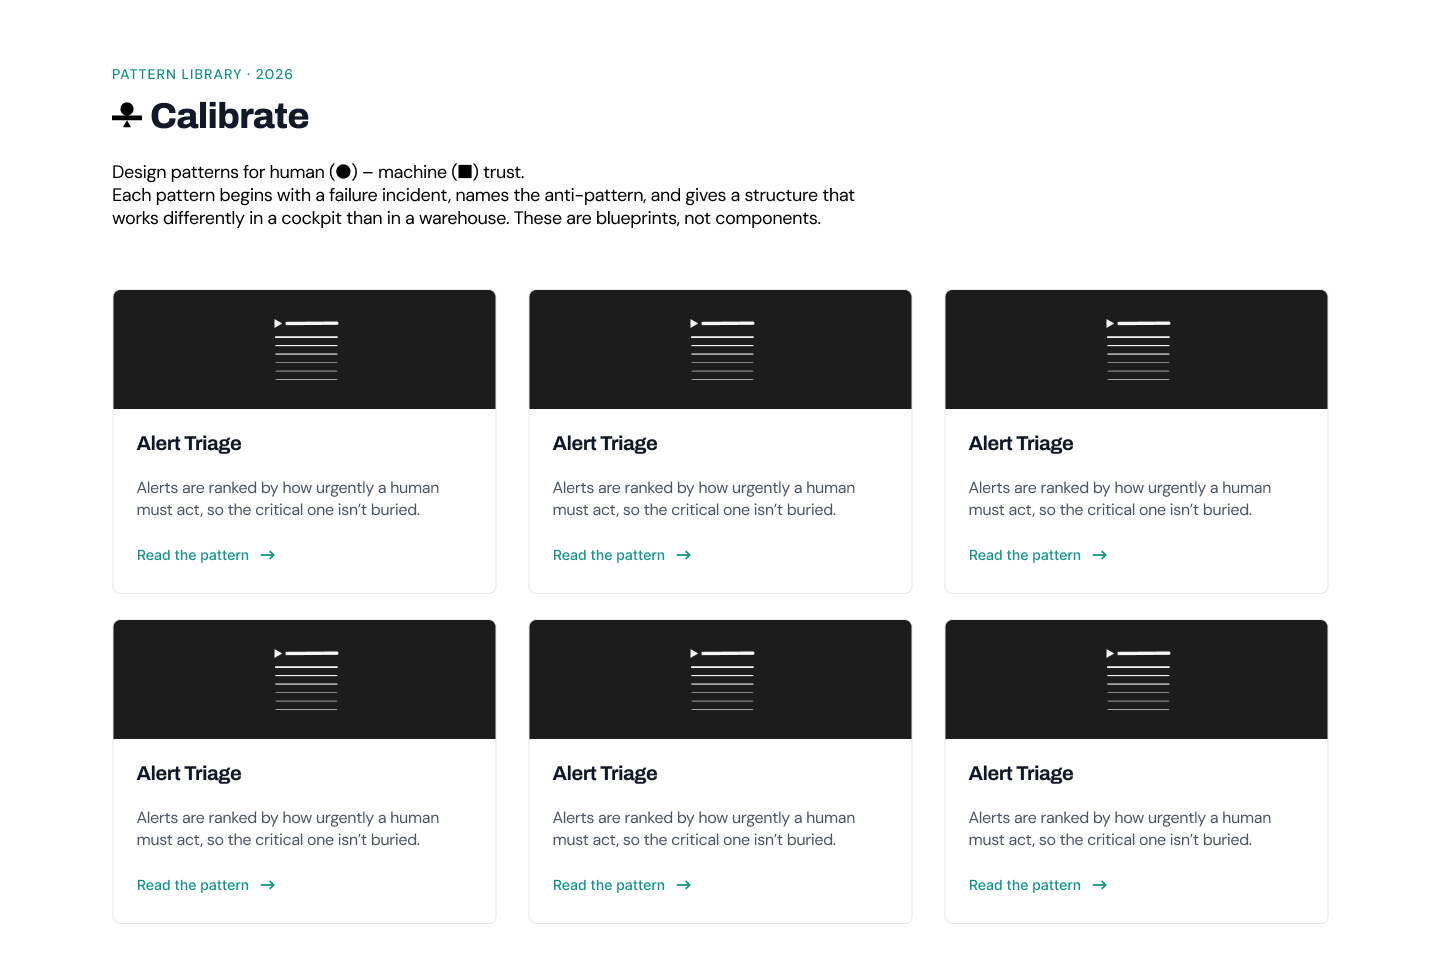 PATTERN LIBRARY · 2026
Calibrate
Design patterns for human (●) – machine (■) trust.
Each pattern begins with a failure incident, names the anti-pattern, and gives a structure that
works differently in a cockpit than in a warehouse. These are blueprints, not components.
Alert Triage
Alerts are ranked by how urgently a human
must act, so the critical one isn’t buried.
Read the pattern →
Alert Triage
Alerts are ranked by how urgently a human
must act, so the critical one isn’t buried.
Read the pattern →
Alert Triage
Alerts are ranked by how urgently a human
must act, so the critical one isn’t buried.
Read the pattern →
Alert Triage
Alerts are ranked by how urgently a human
must act, so the critical one isn’t buried.
Read the pattern →
Alert Triage
Alerts are ranked by how urgently a human
must act, so the critical one isn’t buried.
Read the pattern →
Alert Triage
Alerts are ranked by how urgently a human
must act, so the critical one isn’t buried.
Read the pattern →